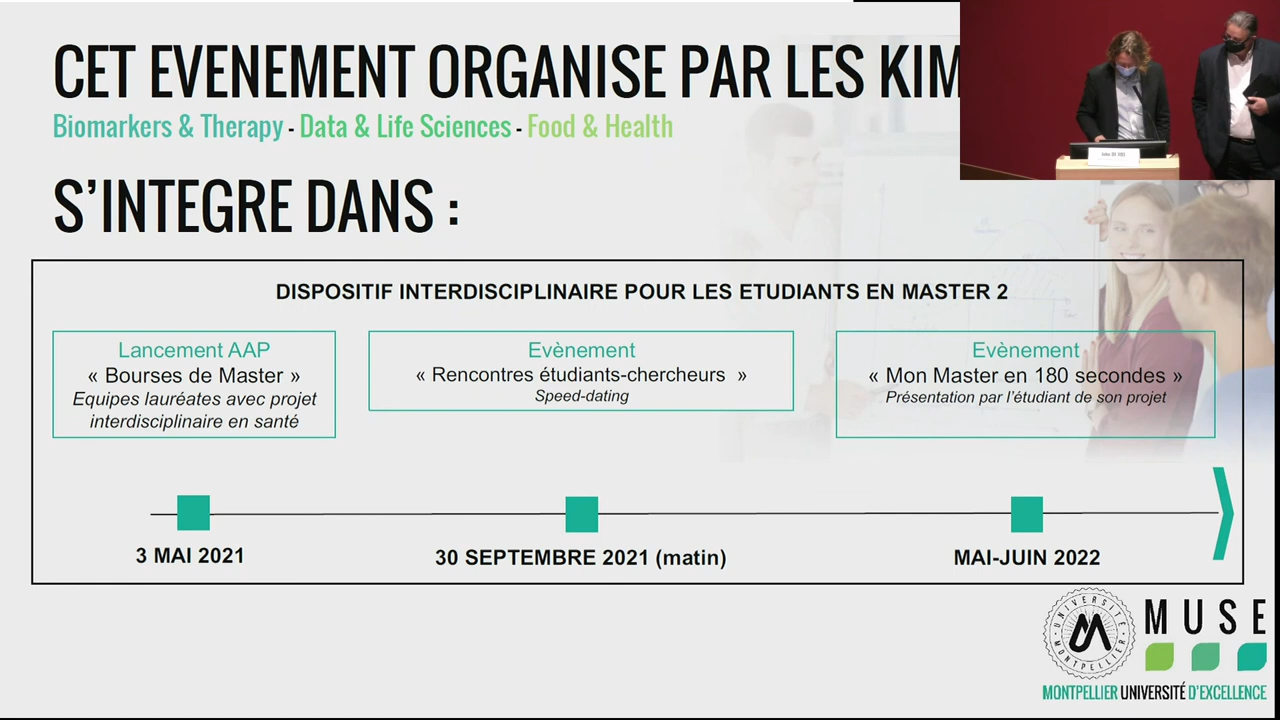 CET EVENEMENT ORGANISE PAR LES KIM
Biomarkers & Therapy - Data & Life Sciences - Food & Health
S'INTEGRE DANS :
DISPOSITIF INTERDISCIPLINAIRE POUR LES ETUDIANTS EN MASTER 2
Lancement AAP
« Bourses de Master »
Equipes lauréates avec projet
interdisciplinaire en santé
Evènement
« Rencontres étudiants-chercheurs »
Speed-dating
Evènement
« Mon Master en 180 secondes »
Présentation par l'étudiant de son projet
3 MAI 2021
30 SEPTEMBRE 2021 (matin)
MAI-JUIN 2022
UNIVERSITÉ MONTPELLIER
MUSE
MONTPELLIER UNIVERSITÉ D'EXCELLENCE